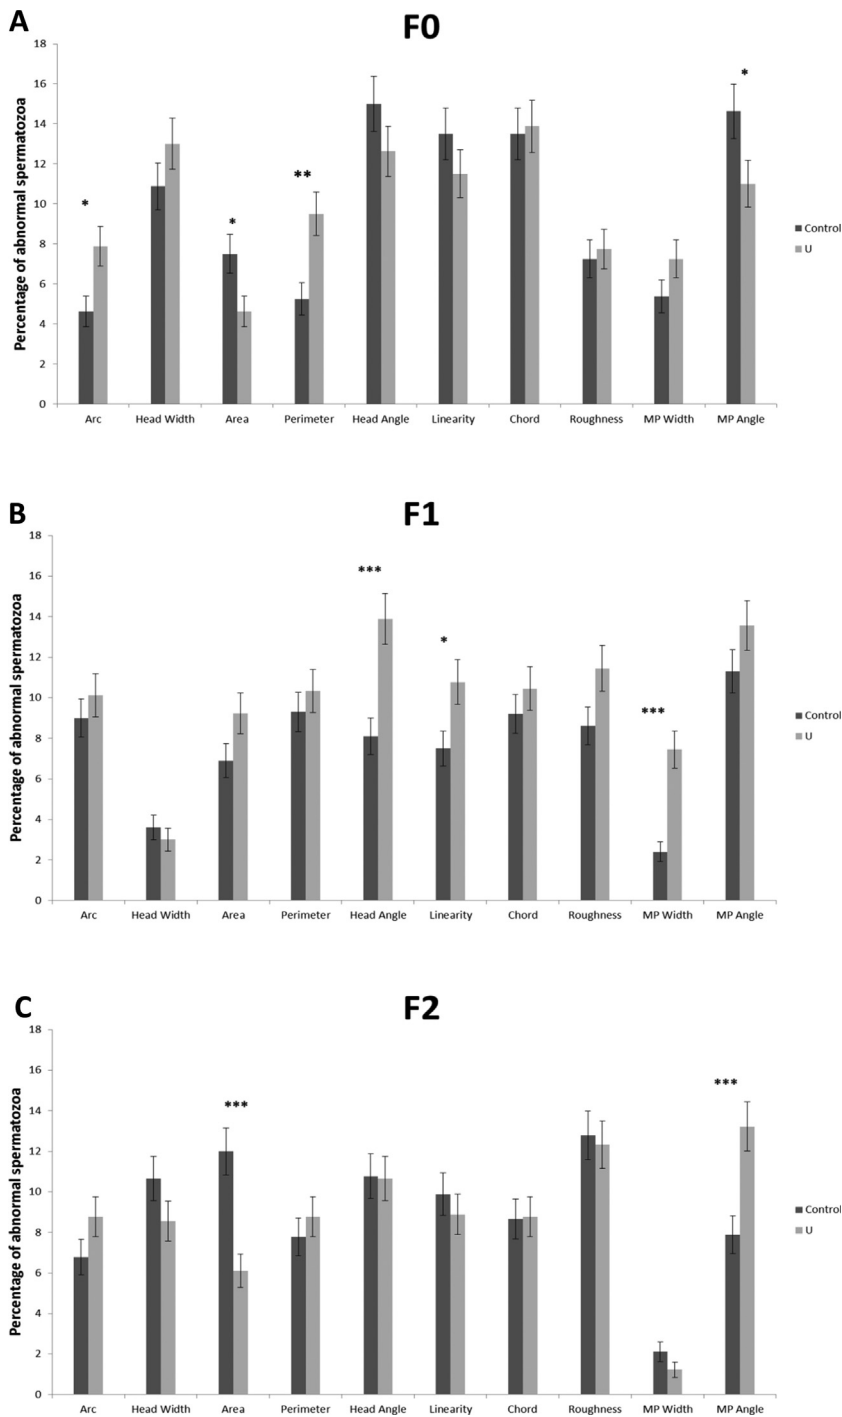 A
F0
Percentage of abnormal spermatozoa
18
16
14
12
10
8
6
4
2
0
*
*
**
*
Arc Head Width Area Perimeter Head Angle Linearity Chord Roughness MP Width MP Angle
Control
U
B
F1
Percentage of abnormal spermatozoa
18
16
14
12
10
8
6
4
2
0
***
*
***
Arc Head Width Area Perimeter Head Angle Linearity Chord Roughness MP Width MP Angle
Control
U
C
F2
Percentage of abnormal spermatozoa
18
16
14
12
10
8
6
4
2
0
***
***
Arc Head Width Area Perimeter Head Angle Linearity Chord Roughness MP Width MP Angle
Control
U